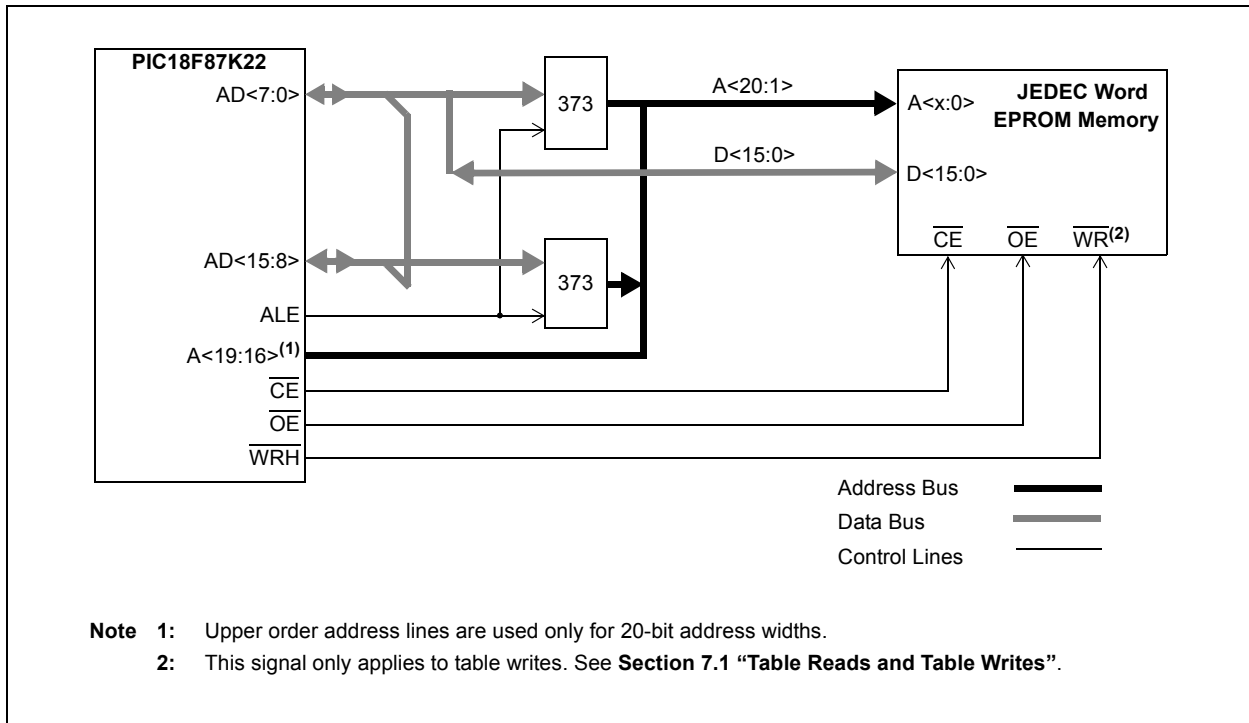 PIC18F87K22
AD<7:0>
373
A<20:1>
A<x:0>
JEDEC Word
EPROM Memory
D<15:0>
D<15:0>
CE
OE
WR(2)
AD<15:8>
373
ALE
A<19:16>(1)
CE
OE
WRH
Address Bus
Data Bus
Control Lines
Note 1: Upper order address lines are used only for 20-bit address widths.
2: This signal only applies to table writes. See Section 7.1 “Table Reads and Table Writes”.